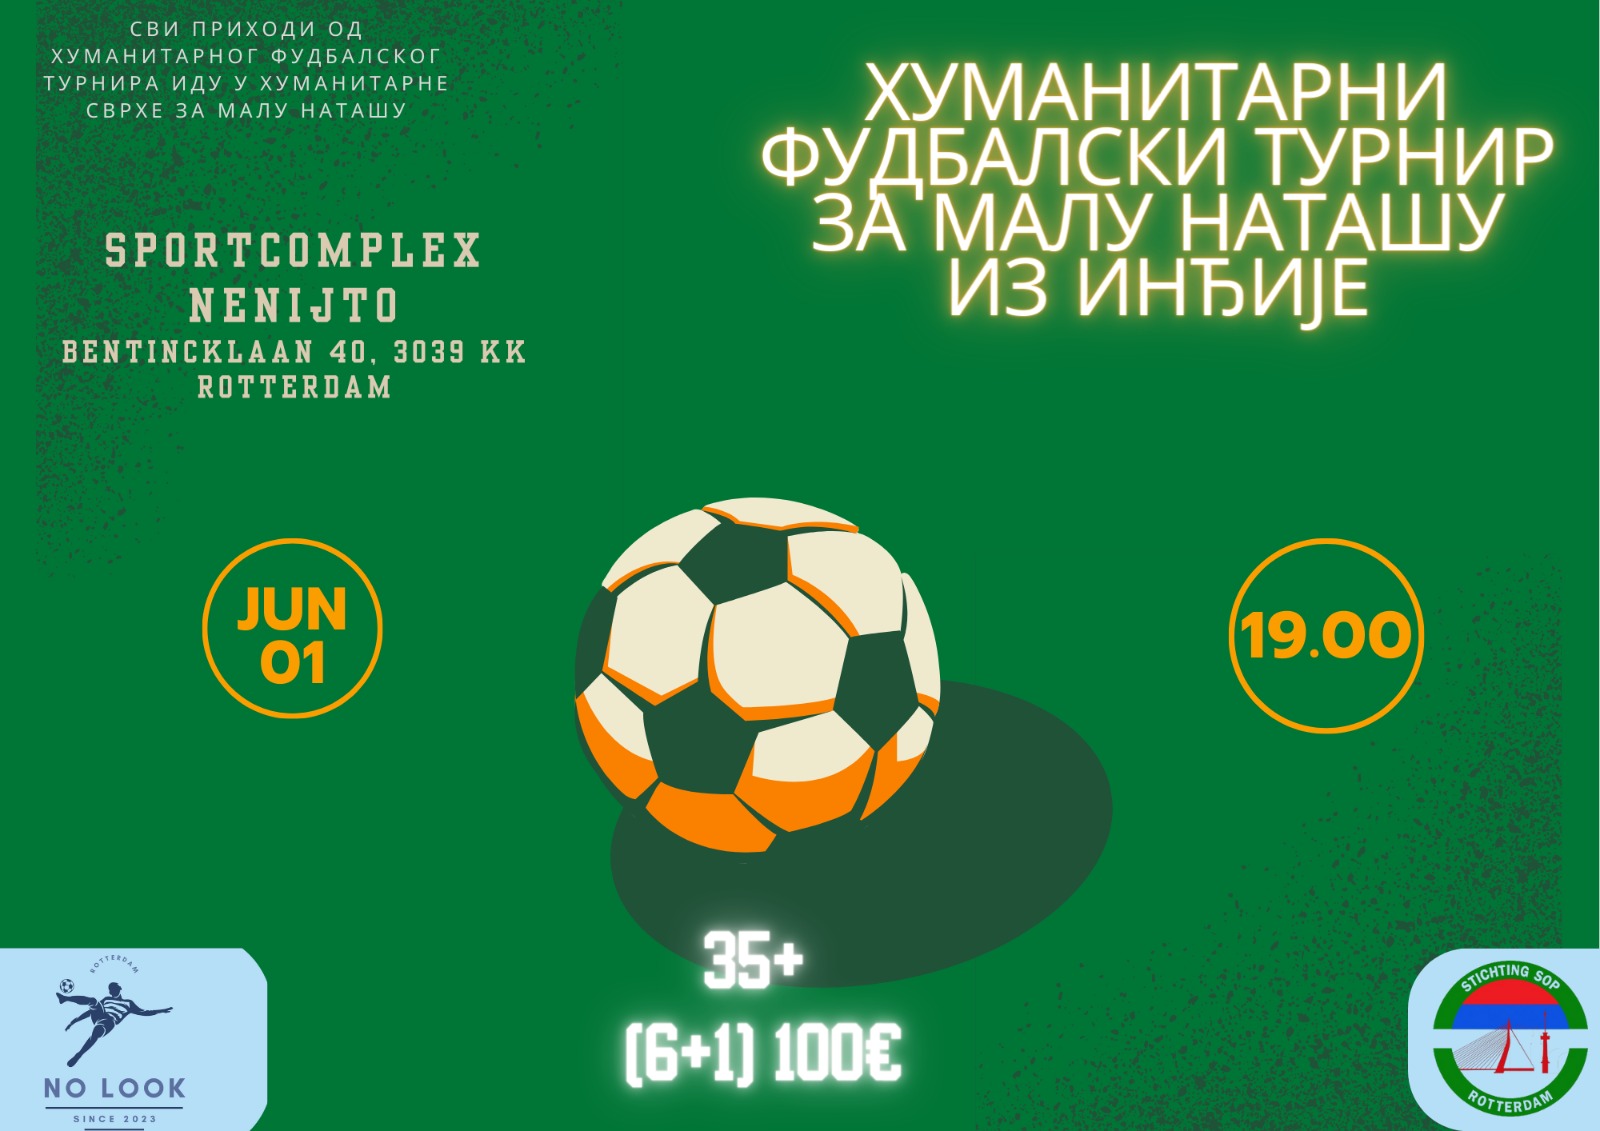 СВИ ПРИХОДИ ОД
ХУМАНИТАРНОГ ФУДБАЛСКОГ
ТУРНИРА ИДУ У ХУМАНИТАРНЕ
СВРХЕ ЗА МАЛУ НАТАШУ
ХУМАНИТАРНИ
ФУДБАЛСКИ ТУРНИР
ЗА МАЛУ НАТАШУ
ИЗ ИНЂИЈЕ
SPORTCOMPLEX
NENIJTO
BENTINCKLAAN 40, 3039 KK
ROTTERDAM
JUN
01
19.00
35+
(6+1) 100€
ROTTERDAM
NO LOOK
SINCE 2023
STICHTING SOP
ROTTERDAM